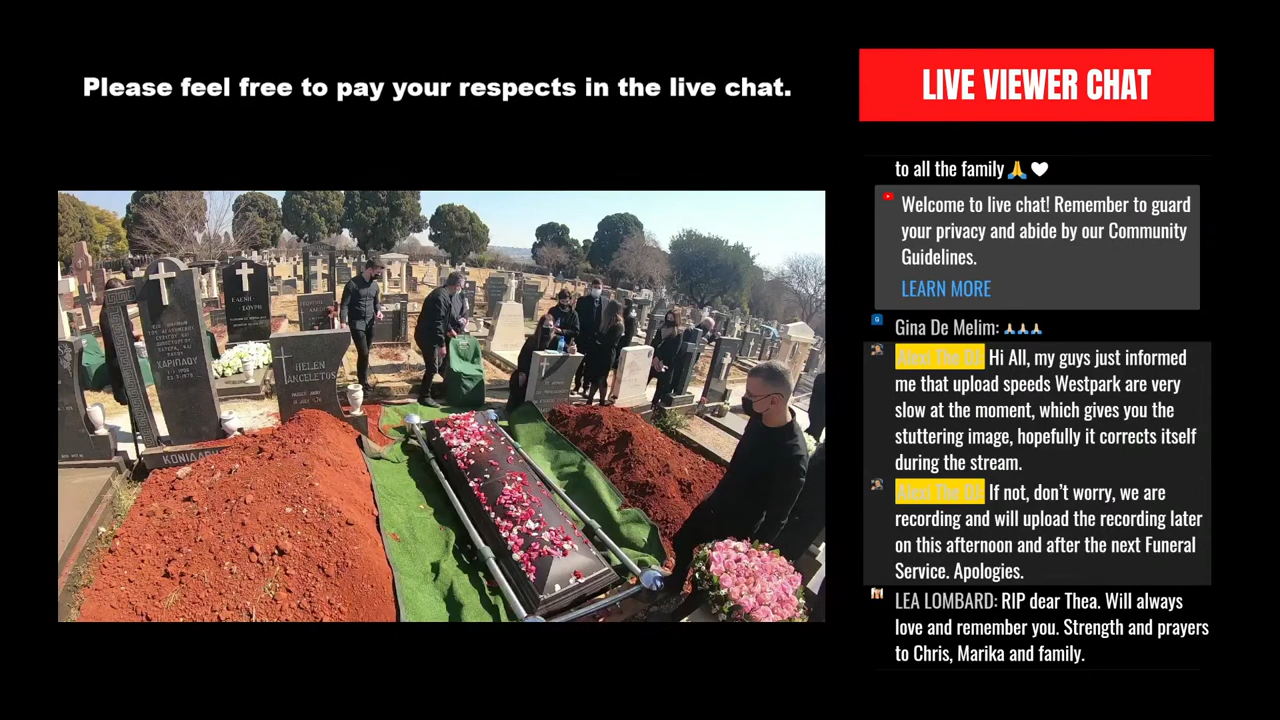 Please feel free to pay your respects in the live chat.
LIVE VIEWER CHAT
to all the family🙏🤍
Welcome to live chat! Remember to guard
your privacy and abide by our Community
Guidelines.
LEARN MORE
Gina De Melim: 🙏🙏🙏
Alexi The DJ: Hi All, my guys just informed
me that upload speeds Westpark are very
slow at the moment, which gives you the
stuttering image, hopefully it corrects itself
during the stream.
Alexi The DJ: If not, don't worry, we are
recording and will upload the recording later
on this afternoon and after the next Funeral
Service. Apologies.
LEA LOMBARD: RIP dear Thea. Will always
love and remember you. Strength and prayers
to Chris, Marika and family.
ΕΛΕΝΗ
ΣΟΥΡΗ
ΧΑΡΙΛΑΟΥ
HELEN
ANCELETOS